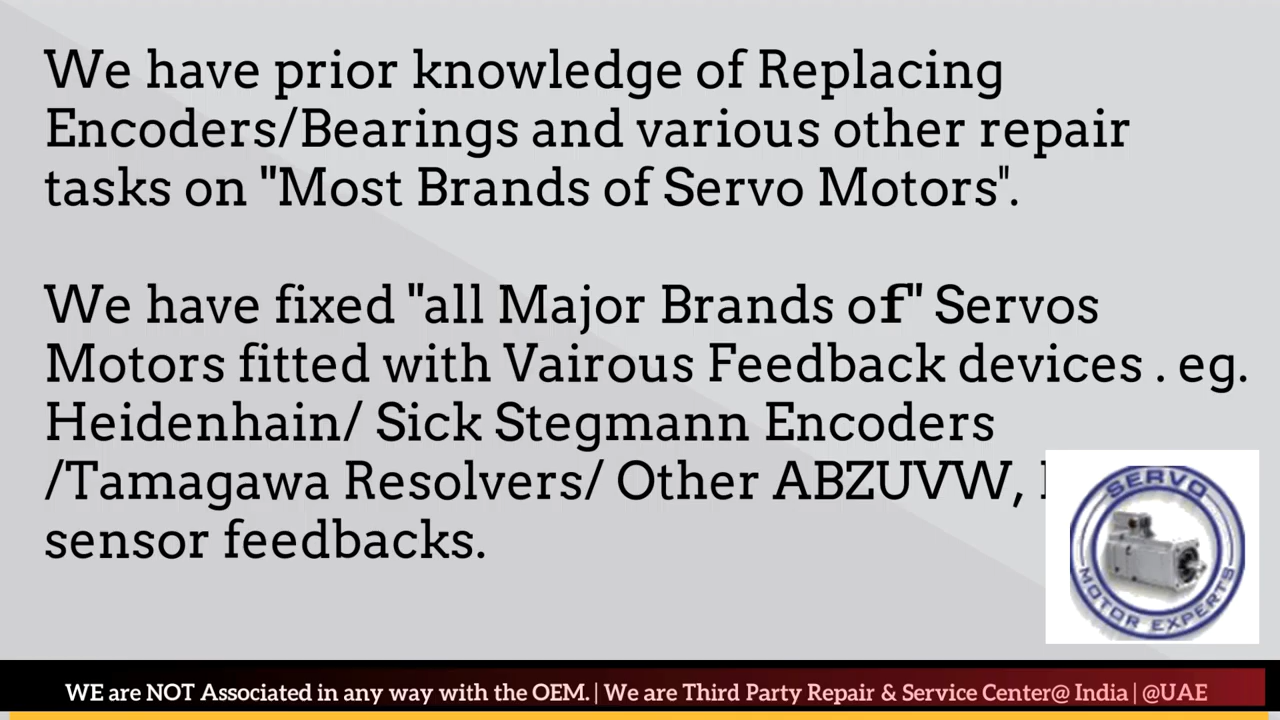 We have prior knowledge of Replacing
Encoders/Bearings and various other repair
tasks on "Most Brands of Servo Motors".
We have fixed "all Major Brands of" Servos
Motors fitted with Vairous Feedback devices . eg.
Heidenhain/ Sick Stegmann Encoders
/Tamagawa Resolvers/ Other ABZUVW,
sensor feedbacks.
SERVO
MOTOR EXPERTS
WE are NOT Associated in any way with the OEM. | We are Third Party Repair & Service Center@ India | @UAE